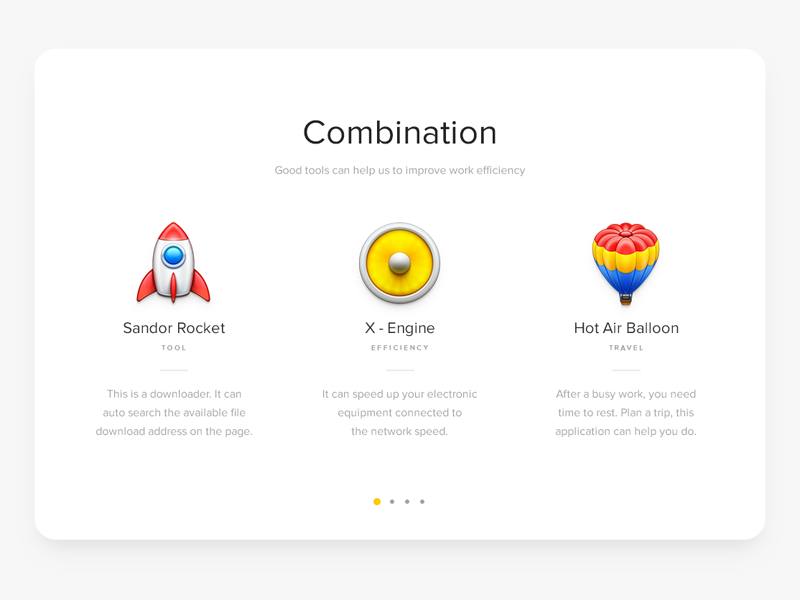 Combination
Good tools can help us to improve work efficiency
Sandor Rocket
TOOL
This is a downloader. It can
auto search the available file
download address on the page.
X - Engine
EFFICIENCY
It can speed up your electronic
equipment connected to
the network speed.
Hot Air Balloon
TRAVEL
After a busy work, you need
time to rest. Plan a trip, this
application can help you do.